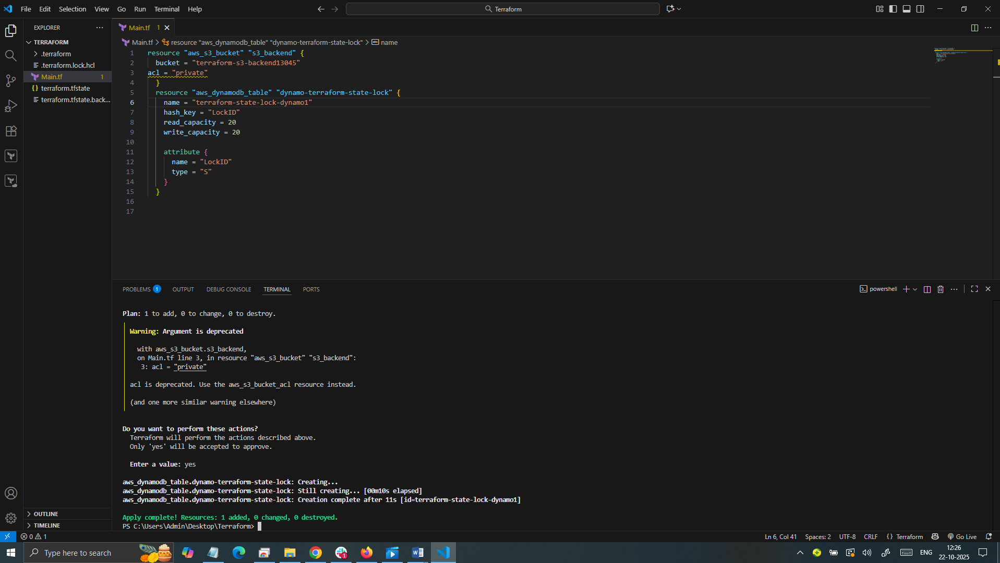 File Edit Selection View Go Run Terminal Help
Terraform
EXPLORER
Main.tf 1
TERRAFORM
Main.tf > resource "aws_dynamodb_table" "dynamo-terraform-state-lock" > name
.terraform
.terraform.lock.hcl
Main.tf 1
terraform.tfstate
terraform.tfstate.back...
1 resource "aws_s3_bucket" "s3_backend" {
2 bucket = "terraform-s3-backend13045"
3 acl = "private"
4 }
5 resource "aws_dynamodb_table" "dynamo-terraform-state-lock" {
6 name = "terraform-state-lock-dynamo1"
7 hash_key = "LockID"
8 read_capacity = 20
9 write_capacity = 20
10
11 attribute {
12 name = "LockID"
13 type = "S"
14 }
15 }
16
17
PROBLEMS 1 OUTPUT DEBUG CONSOLE TERMINAL PORTS
powershell
Plan: 1 to add, 0 to change, 0 to destroy.
Warning: Argument is deprecated
with aws_s3_bucket.s3_backend,
on Main.tf line 3, in resource "aws_s3_bucket" "s3_backend":
3: acl = "private"
acl is deprecated. Use the aws_s3_bucket_acl resource instead.
(and one more similar warning elsewhere)
Do you want to perform these actions?
Terraform will perform the actions described above.
Only 'yes' will be accepted to approve.
Enter a value: yes
aws_dynamodb_table.dynamo-terraform-state-lock: Creating...
aws_dynamodb_table.dynamo-terraform-state-lock: Still creating... [00m10s elapsed]
aws_dynamodb_table.dynamo-terraform-state-lock: Creation complete after 11s [id=terraform-state-lock-dynamo1]
Apply complete! Resources: 1 added, 0 changed, 0 destroyed.
PS C:\Users\Admin\Desktop\Terraform>
OUTLINE
TIMELINE
0 1
Ln 6, Col 41 Spaces: 2 UTF-8 CRLF {} Terraform Go Live
Type here to search
1
ENG
12:26
22-10-2025